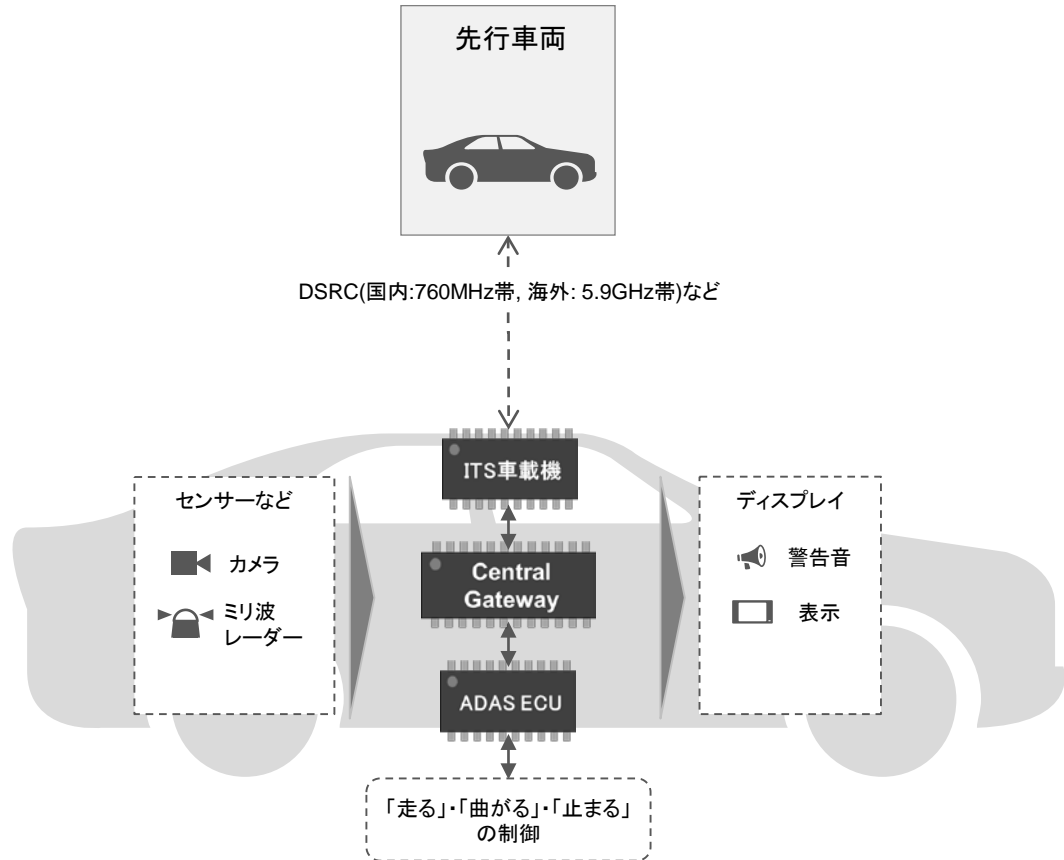 先行車両
DSRC(国内:760MHz帯, 海外: 5.9GHz帯)など
ITS車載機
センサーなど
カメラ
ミリ波
レーダー
Central
Gateway
ADAS ECU
ディスプレイ
警告音
表示
「走る」・「曲がる」・「止まる」
の制御